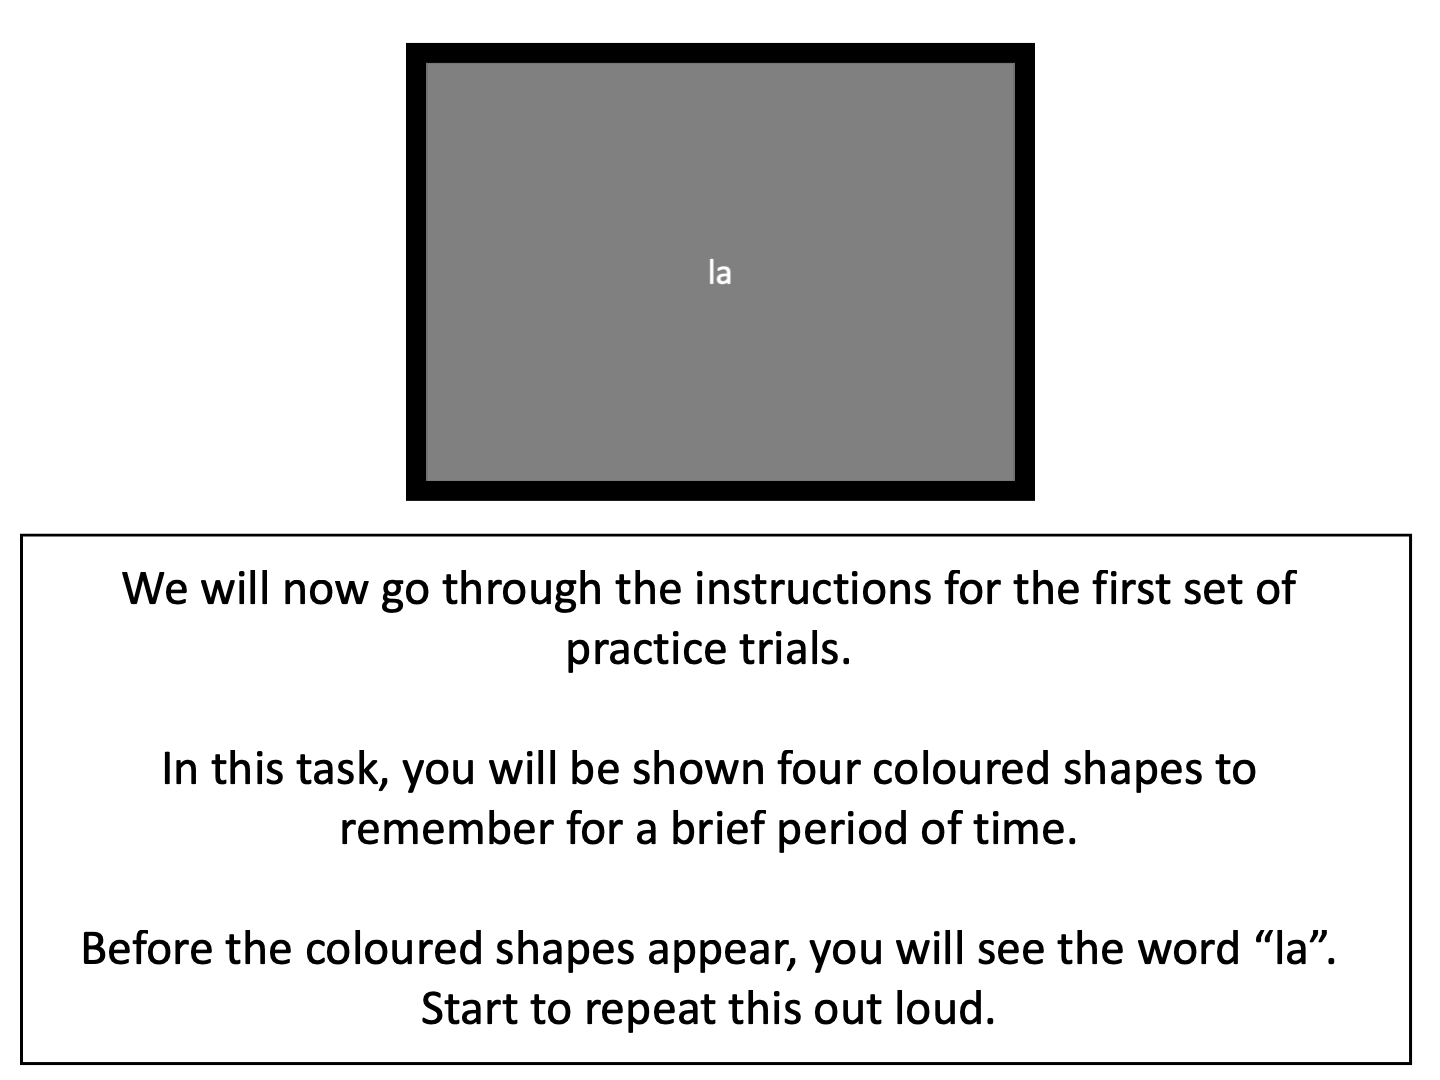 la
We will now go through the instructions for the first set of
practice trials.
In this task, you will be shown four coloured shapes to
remember for a brief period of time.
Before the coloured shapes appear, you will see the word “la”.
Start to repeat this out loud.